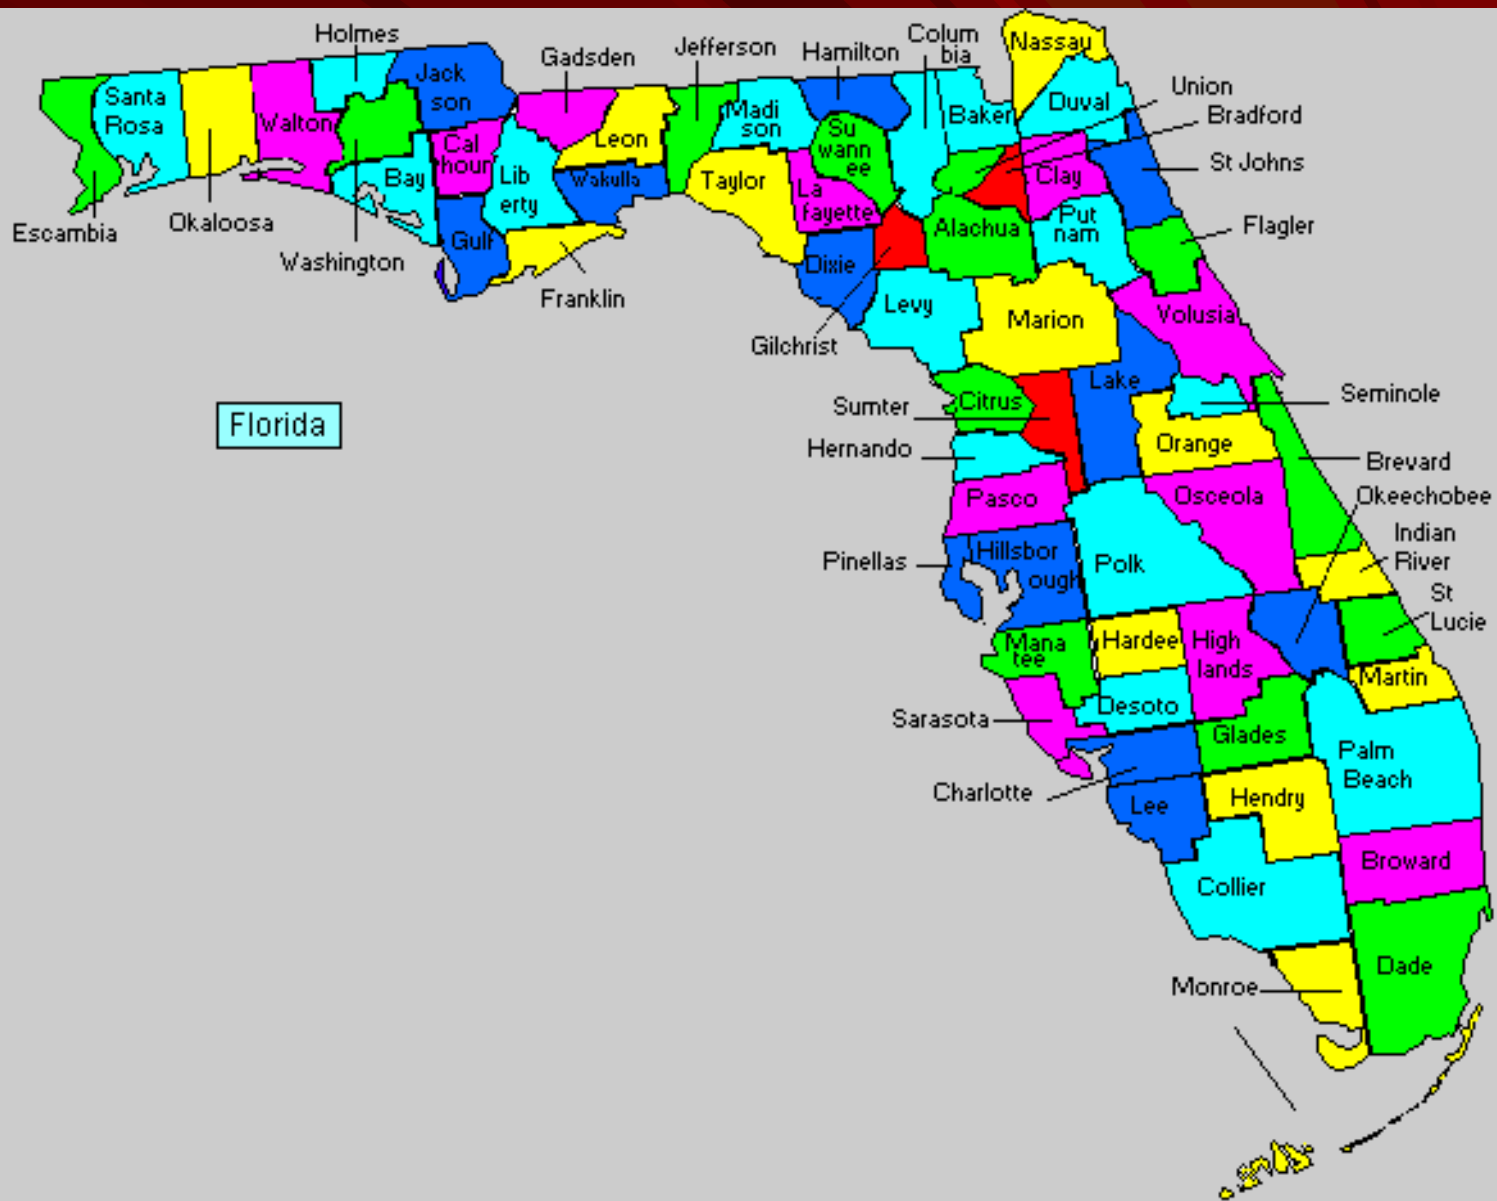 Holmes
Gadsden
Jefferson
Hamilton
Colum
bia
Nassau
Jack
son
Santa
Rosa
Walton
Leon
Madi
son
Su
wann
ee
Baker
Duval
Union
Bradford
St Johns
Cal
houn
Bay
Lib
erty
Wakulla
Taylor
La
fayette
Clay
Put
nam
Alachua
Flagler
Escambia
Okaloosa
Washington
Gulf
Franklin
Dixie
Levy
Marion
Volusia
Gilchrist
Lake
Seminole
Sumter
Citrus
Florida
Hernando
Orange
Brevard
Pasco
Osceola
Okeechobee
Indian
River
Pinellas
Hillsbor
ough
Polk
St
Lucie
Mana
tee
Hardee
High
lands
Martin
Sarasota
Desoto
Glades
Palm
Beach
Charlotte
Lee
Hendry
Broward
Collier
Dade
Monroe